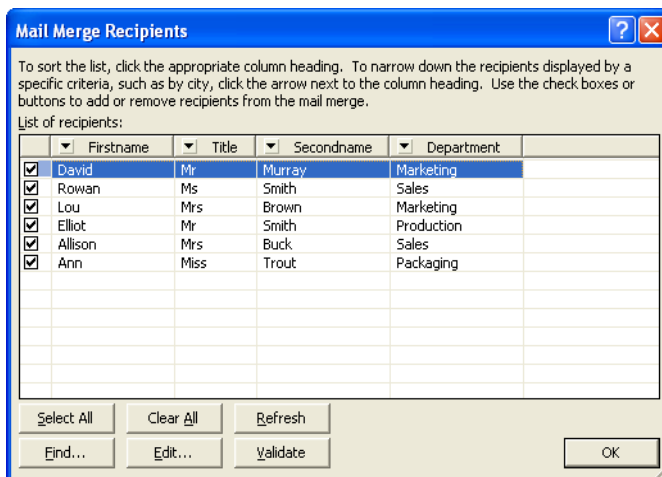 Mail Merge Recipients
To sort the list, click the appropriate column heading. To narrow down the recipients displayed by a
specific criteria, such as by city, click the arrow next to the column heading. Use the check boxes or
buttons to add or remove recipients from the mail merge.
List of recipients:
Firstname Title Secondname Department
David Mr Murray Marketing
Rowan Ms Smith Sales
Lou Mrs Brown Marketing
Elliot Mr Smith Production
Allison Mrs Buck Sales
Ann Miss Trout Packaging
Select All Clear All Refresh
Find... Edit... Validate OK